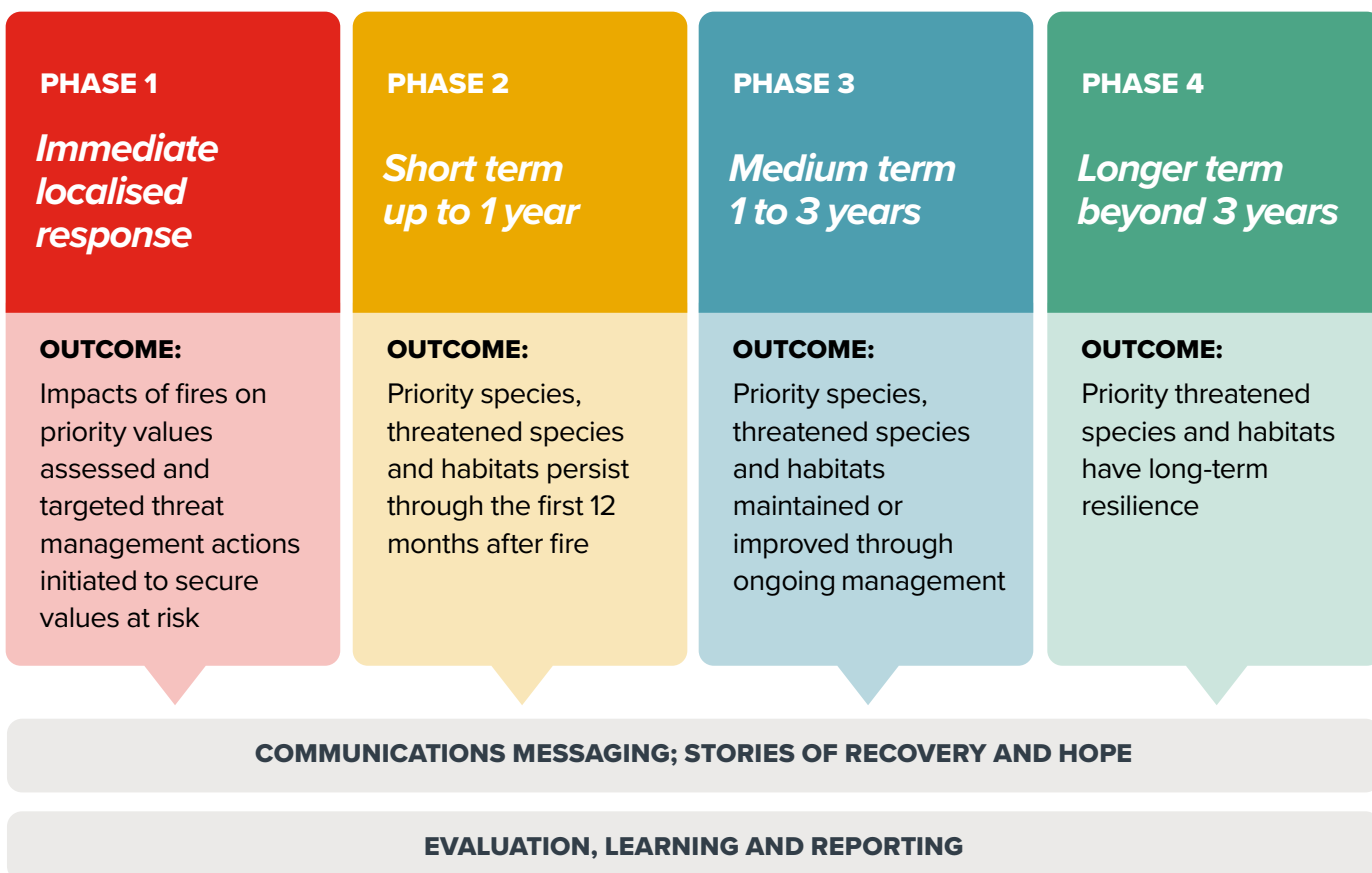 PHASE 1
Immediate
localised
response
OUTCOME:
Impacts of fires on
priority values
assessed and
targeted threat
management actions
initiated to secure
values at risk
PHASE 2
Short term
up to 1 year
OUTCOME:
Priority species,
threatened species
and habitats persist
through the first 12
months after fire
PHASE 3
Medium term
1 to 3 years
OUTCOME:
Priority species,
threatened species
and habitats
maintained or
improved through
ongoing management
PHASE 4
Longer term
beyond 3 years
OUTCOME:
Priority threatened
species and habitats
have long-term
resilience
COMMUNICATIONS MESSAGING; STORIES OF RECOVERY AND HOPE
EVALUATION, LEARNING AND REPORTING